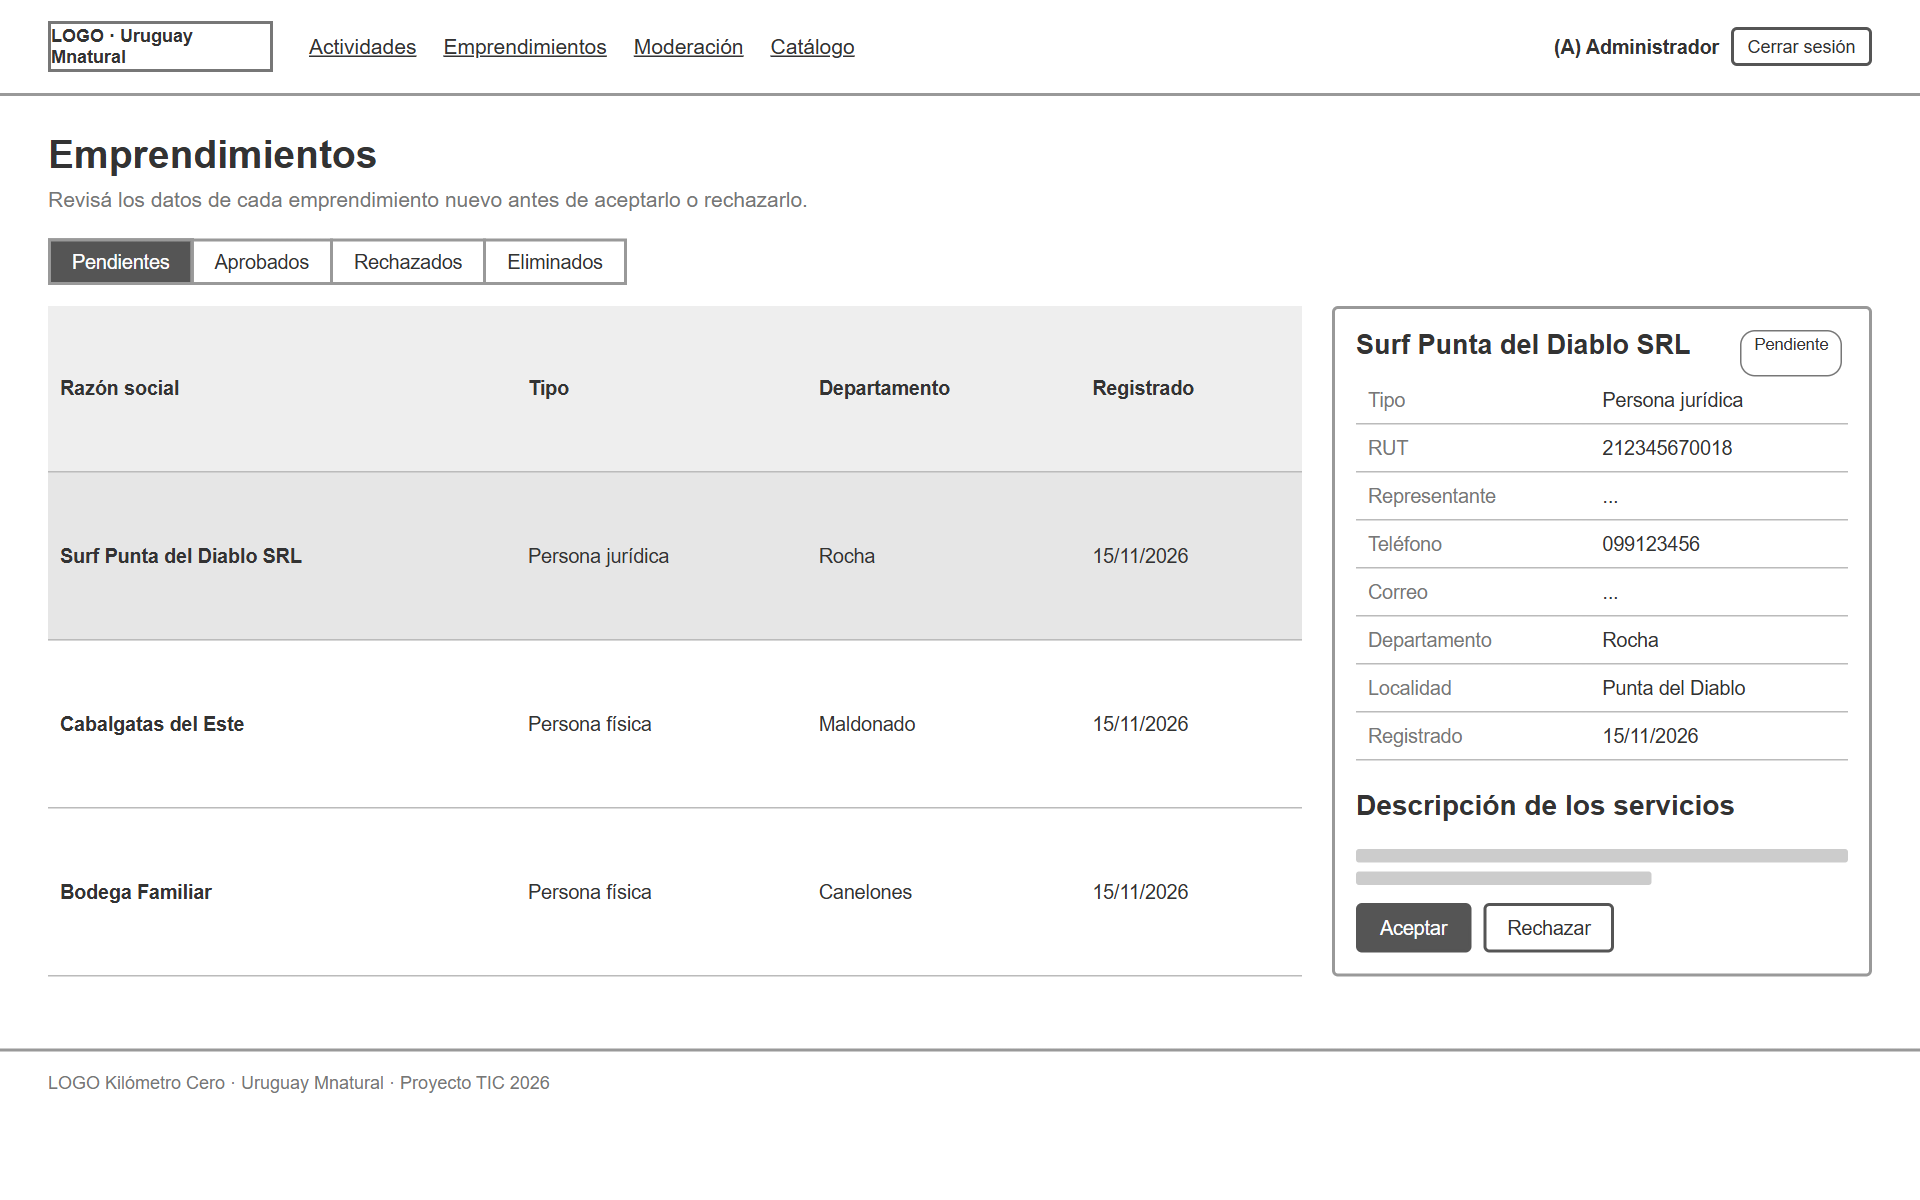 LOGO · Uruguay
Mnatural
Actividades Emprendimientos Moderación Catálogo
(A) Administrador Cerrar sesión
Emprendimientos
Revisá los datos de cada emprendimiento nuevo antes de aceptarlo o rechazarlo.
Pendientes Aprobados Rechazados Eliminados
Razón social Tipo Departamento Registrado
Surf Punta del Diablo SRL Persona jurídica Rocha 15/11/2026
Cabalgatas del Este Persona física Maldonado 15/11/2026
Bodega Familiar Persona física Canelones 15/11/2026
Surf Punta del Diablo SRL Pendiente
Tipo Persona jurídica
RUT 212345670018
Representante ...
Teléfono 099123456
Correo ...
Departamento Rocha
Localidad Punta del Diablo
Registrado 15/11/2026
Descripción de los servicios
Aceptar Rechazar
LOGO Kilómetro Cero · Uruguay Mnatural · Proyecto TIC 2026